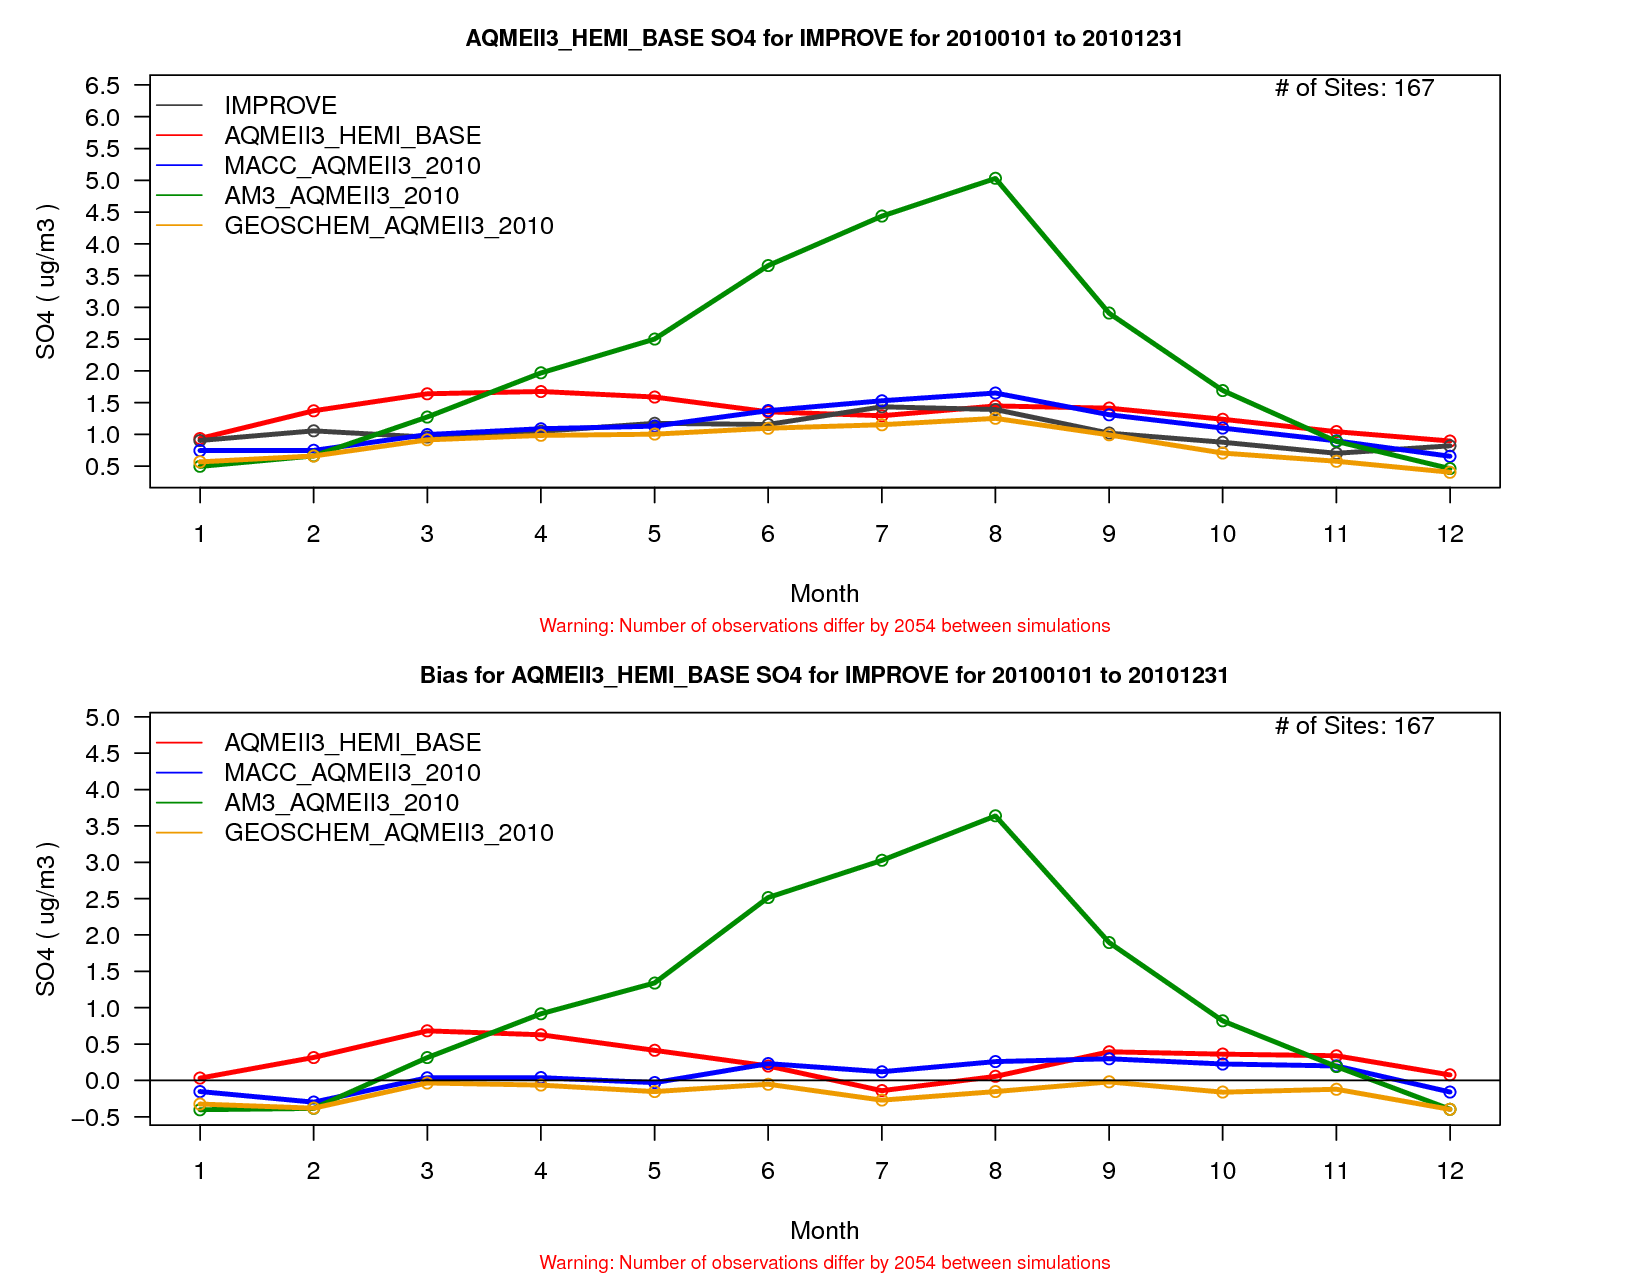 AQMEII3_HEMI_BASE SO4 for IMPROVE for 20100101 to 20101231
# of Sites: 167
IMPROVE
AQMEII3_HEMI_BASE
MACC_AQMEII3_2010
AM3_AQMEII3_2010
GEOSCHEM_AQMEII3_2010
6.5
6.0
5.5
5.0
4.5
4.0
3.5
3.0
2.5
2.0
1.5
1.0
0.5
SO4 ( ug/m3 )
1 2 3 4 5 6 7 8 9 10 11 12
Month
Warning: Number of observations differ by 2054 between simulations
Bias for AQMEII3_HEMI_BASE SO4 for IMPROVE for 20100101 to 20101231
# of Sites: 167
AQMEII3_HEMI_BASE
MACC_AQMEII3_2010
AM3_AQMEII3_2010
GEOSCHEM_AQMEII3_2010
5.0
4.5
4.0
3.5
3.0
2.5
2.0
1.5
1.0
0.5
0.0
−0.5
SO4 ( ug/m3 )
1 2 3 4 5 6 7 8 9 10 11 12
Month
Warning: Number of observations differ by 2054 between simulations